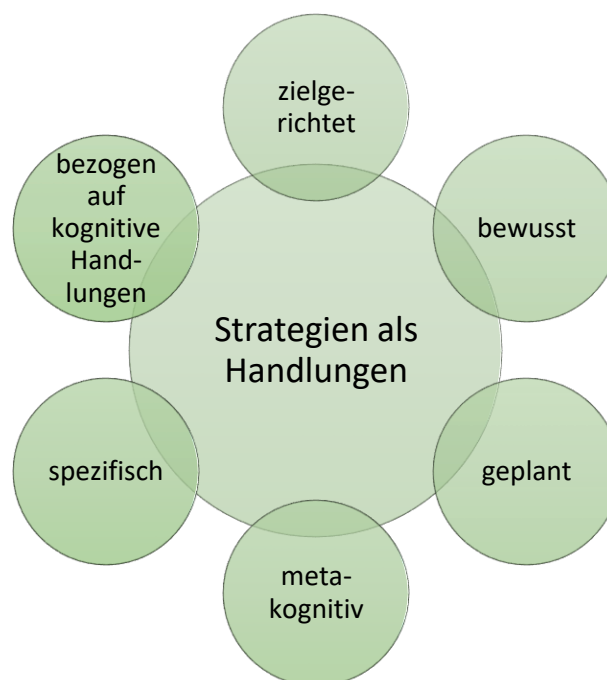 zielge-
richtet
bezogen
auf
kognitive
Hand-
lungen
bewusst
Strategien als
Handlungen
spezifisch
geplant
meta-
kognitiv